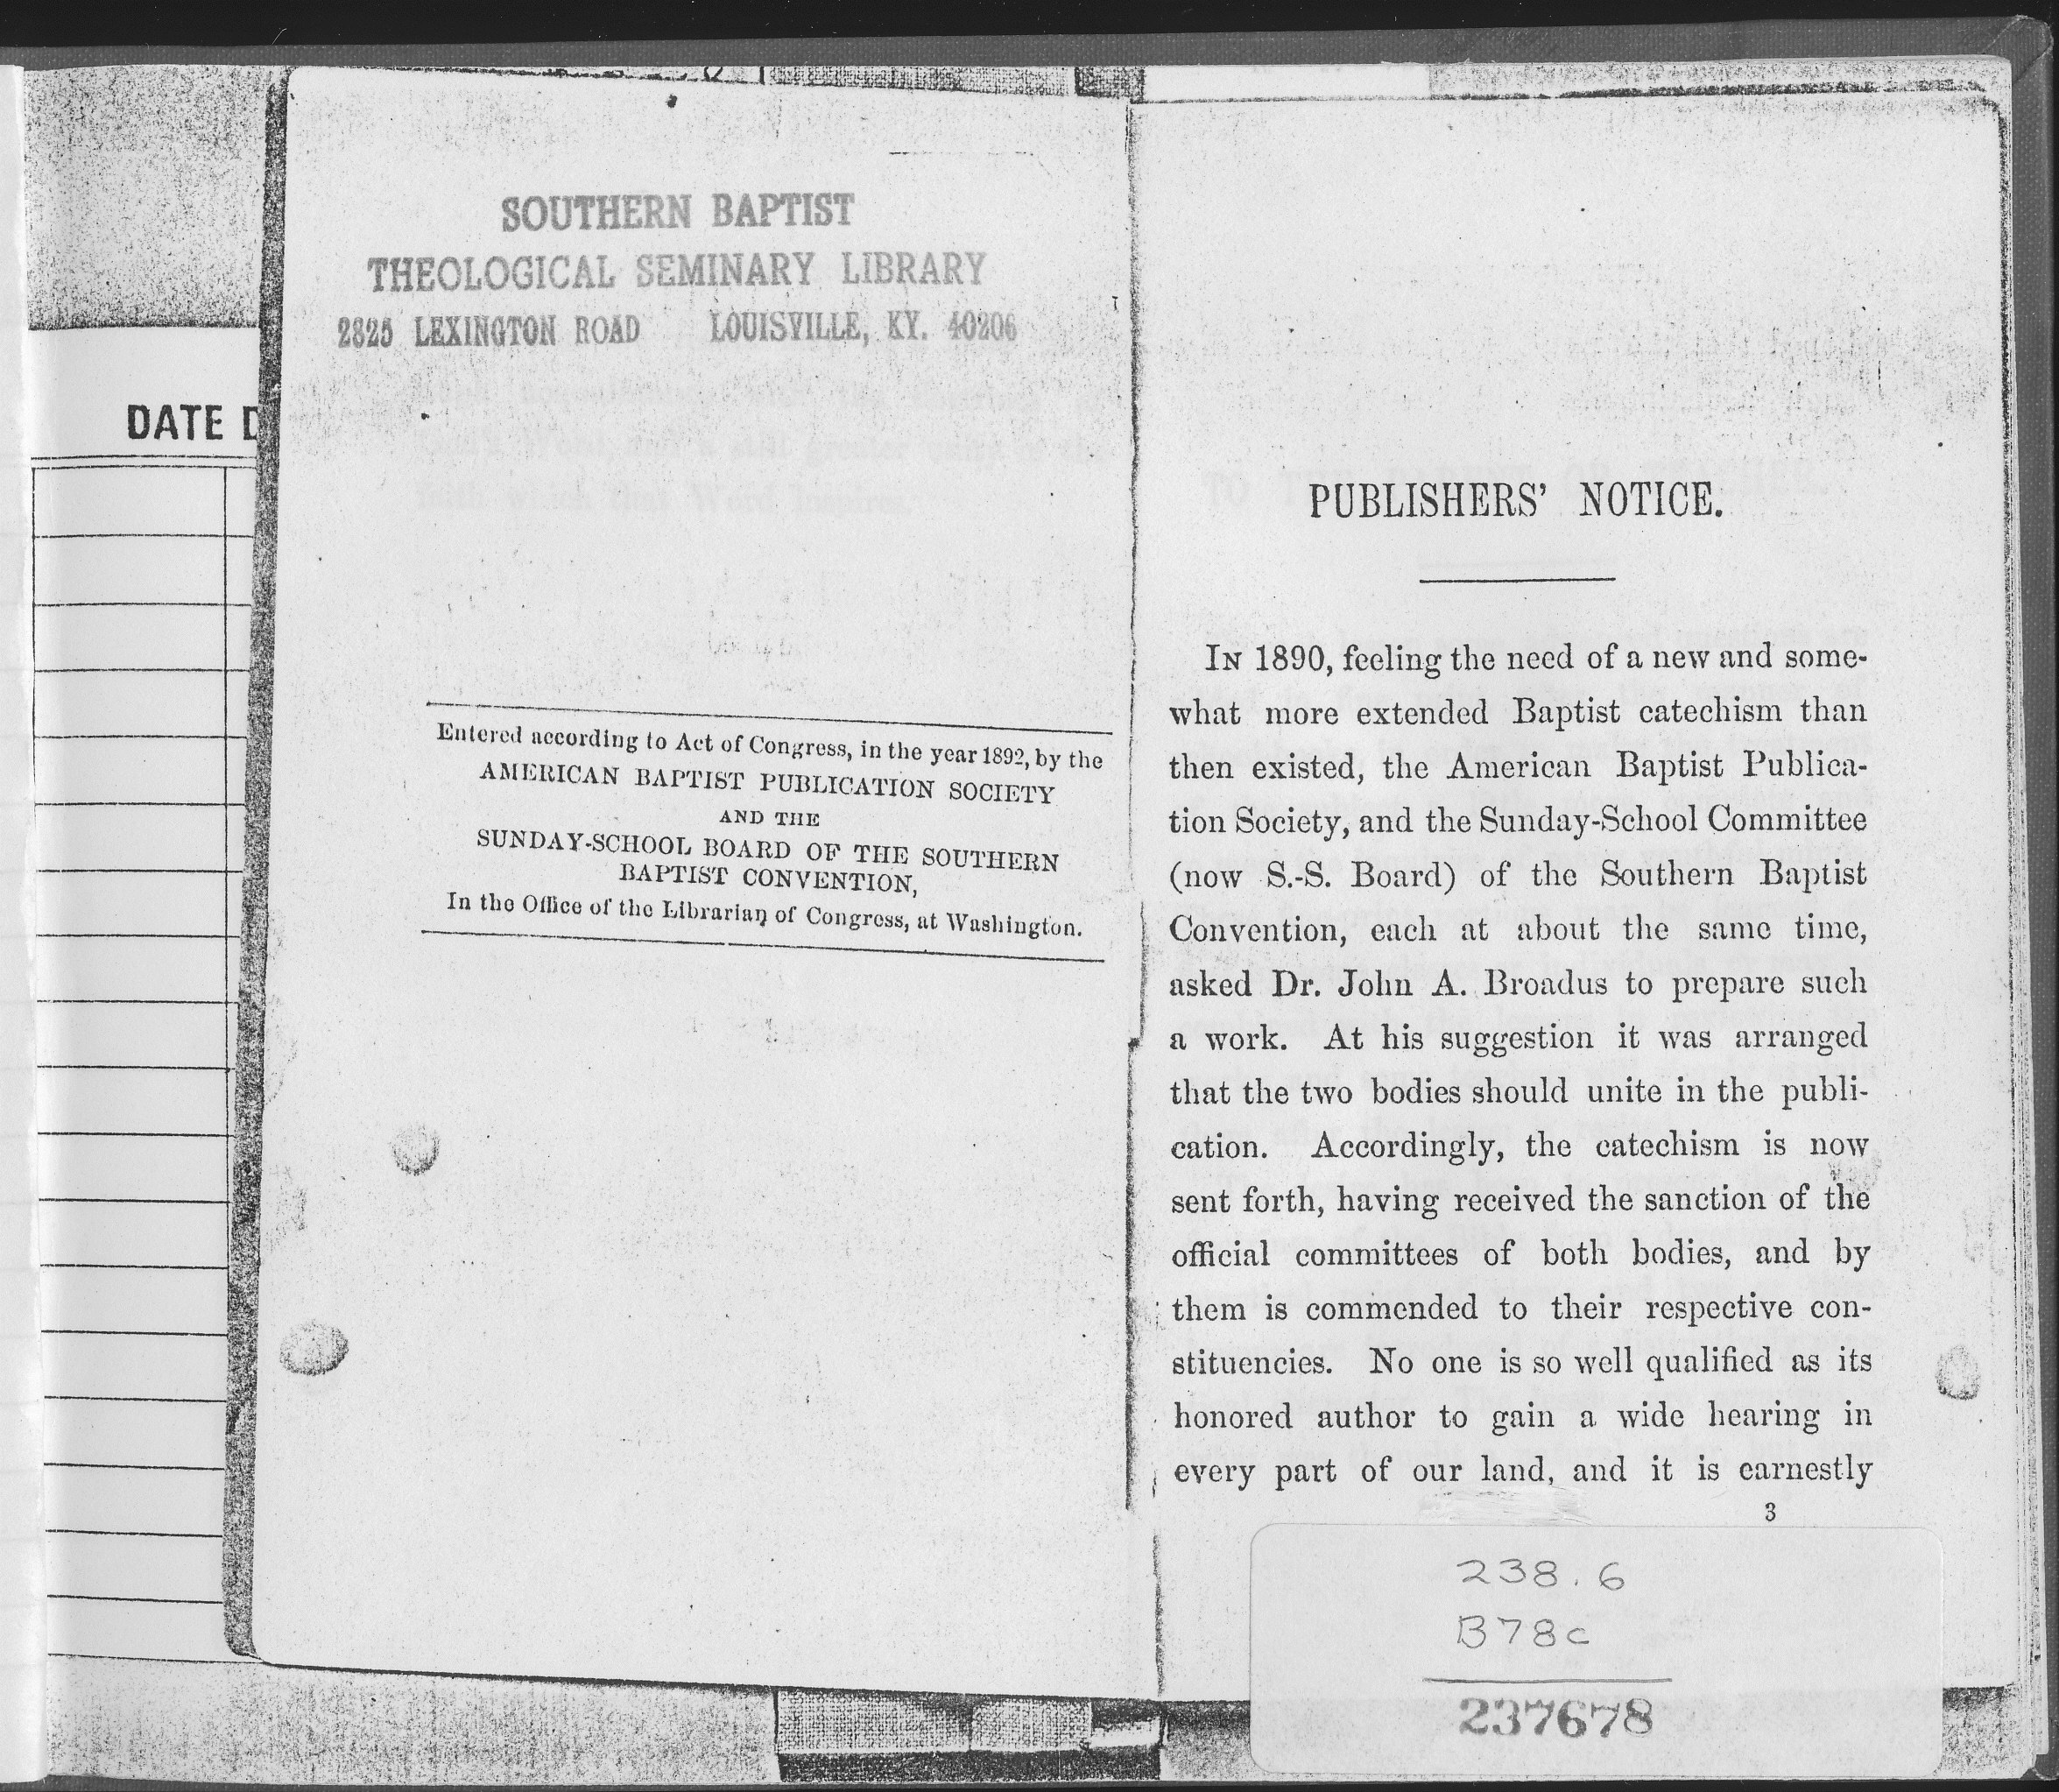 DATE D
SOUTHERN BAPTIST
THEOLOGICAL SEMINARY LIBRARY
2825 LEXINGTON ROAD LOUISVILLE, KY. 40206
Entered according to Act of Congress, in the year 1892, by the
AMERICAN BAPTIST PUBLICATION SOCIETY
AND THE
SUNDAY-SCHOOL BOARD OF THE SOUTHERN
BAPTIST CONVENTION,
In the Office of the Librarian of Congress, at Washington.
PUBLISHERS' NOTICE.
IN 1890, feeling the need of a new and some-
what more extended Baptist catechism than
then existed, the American Baptist Publica-
tion Society, and the Sunday-School Committee
(now S.-S. Board) of the Southern Baptist
Convention, each at about the same time,
asked Dr. John A. Broadus to prepare such
a work. At his suggestion it was arranged
that the two bodies should unite in the publi-
cation. Accordingly, the catechism is now
sent forth, having received the sanction of the
official committees of both bodies, and by
them is commended to their respective con-
stituencies. No one is so well qualified as its
honored author to gain a wide hearing in
every part of our land, and it is earnestly
3
238.6
B78c
237678